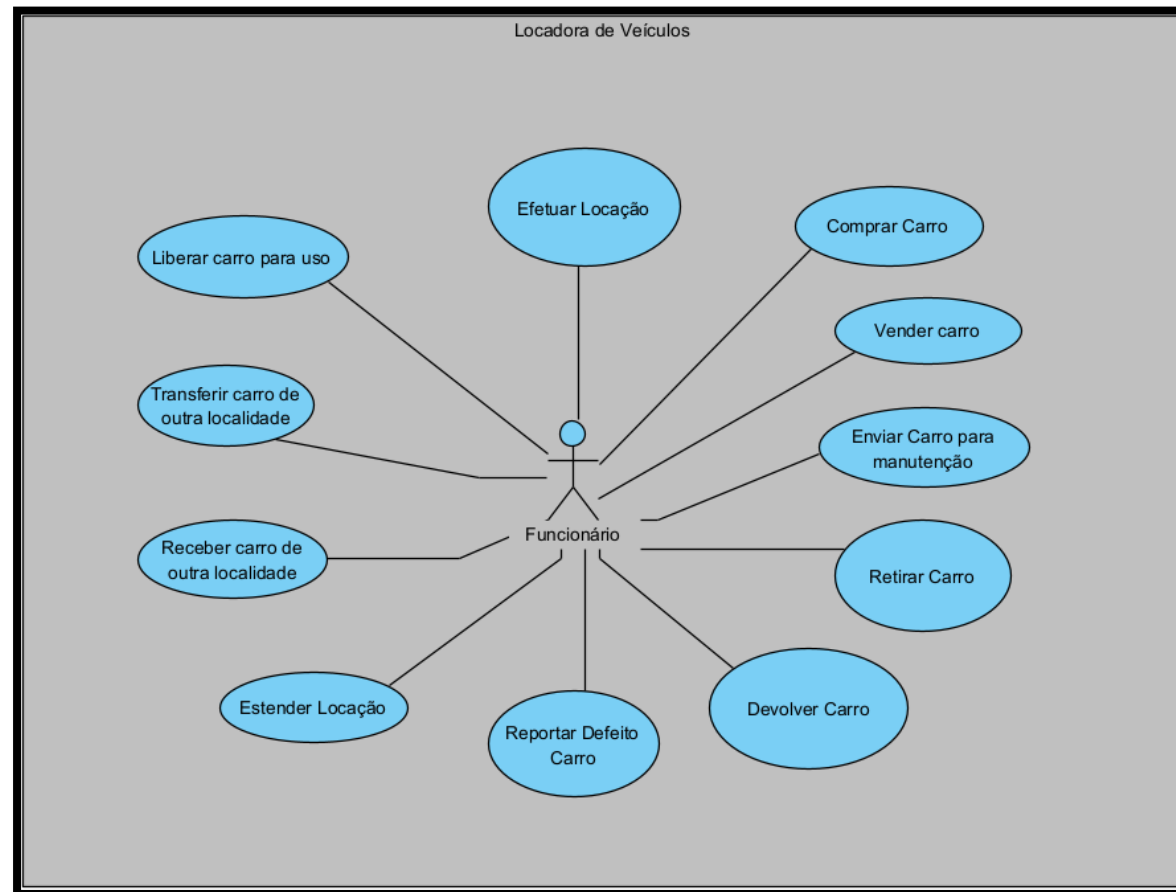 Locadora de Veículos
Efetuar Locação
Comprar Carro
Liberar carro para uso
Vender carro
Transferir carro de
outra localidade
Enviar Carro para
manutenção
Funcionário
Receber carro de
outra localidade
Retirar Carro
Estender Locação
Reportar Defeito
Carro
Devolver Carro